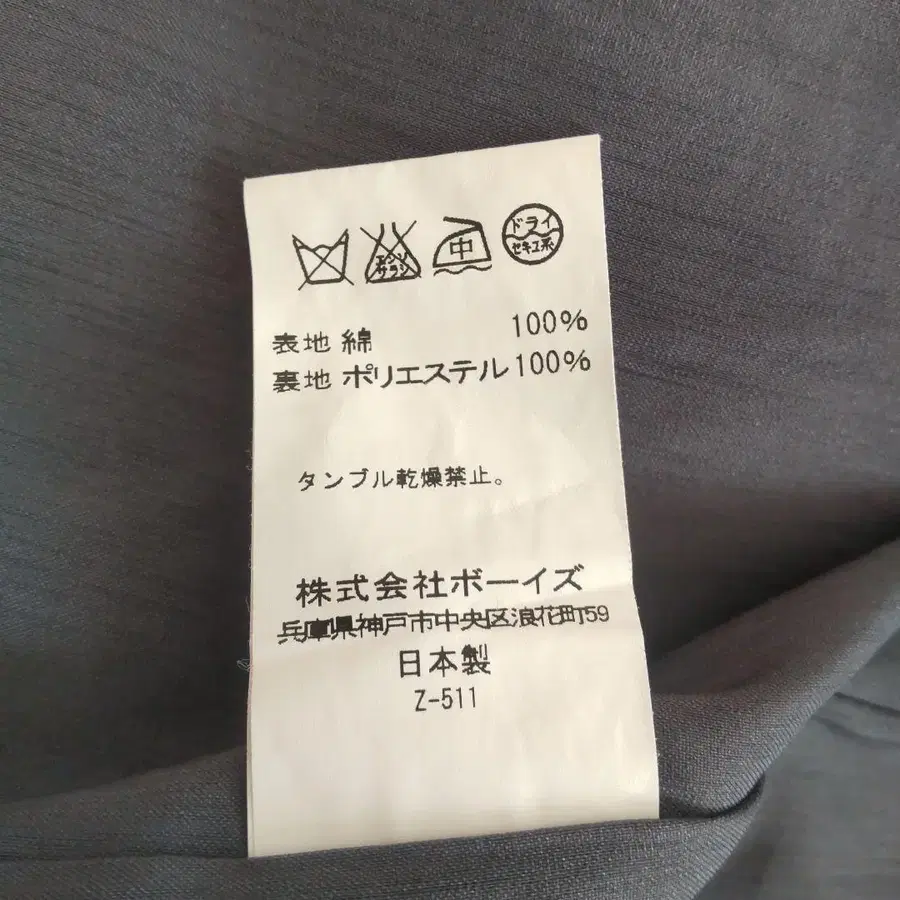 エンソ
サラシ
中
ドライ
セキユ系
表地 綿 100%
裏地 ポリエステル 100%
タンブル乾燥禁止。
株式会社ボーイズ
兵庫県神戸市中央区浪花町59
日本製
Z-511